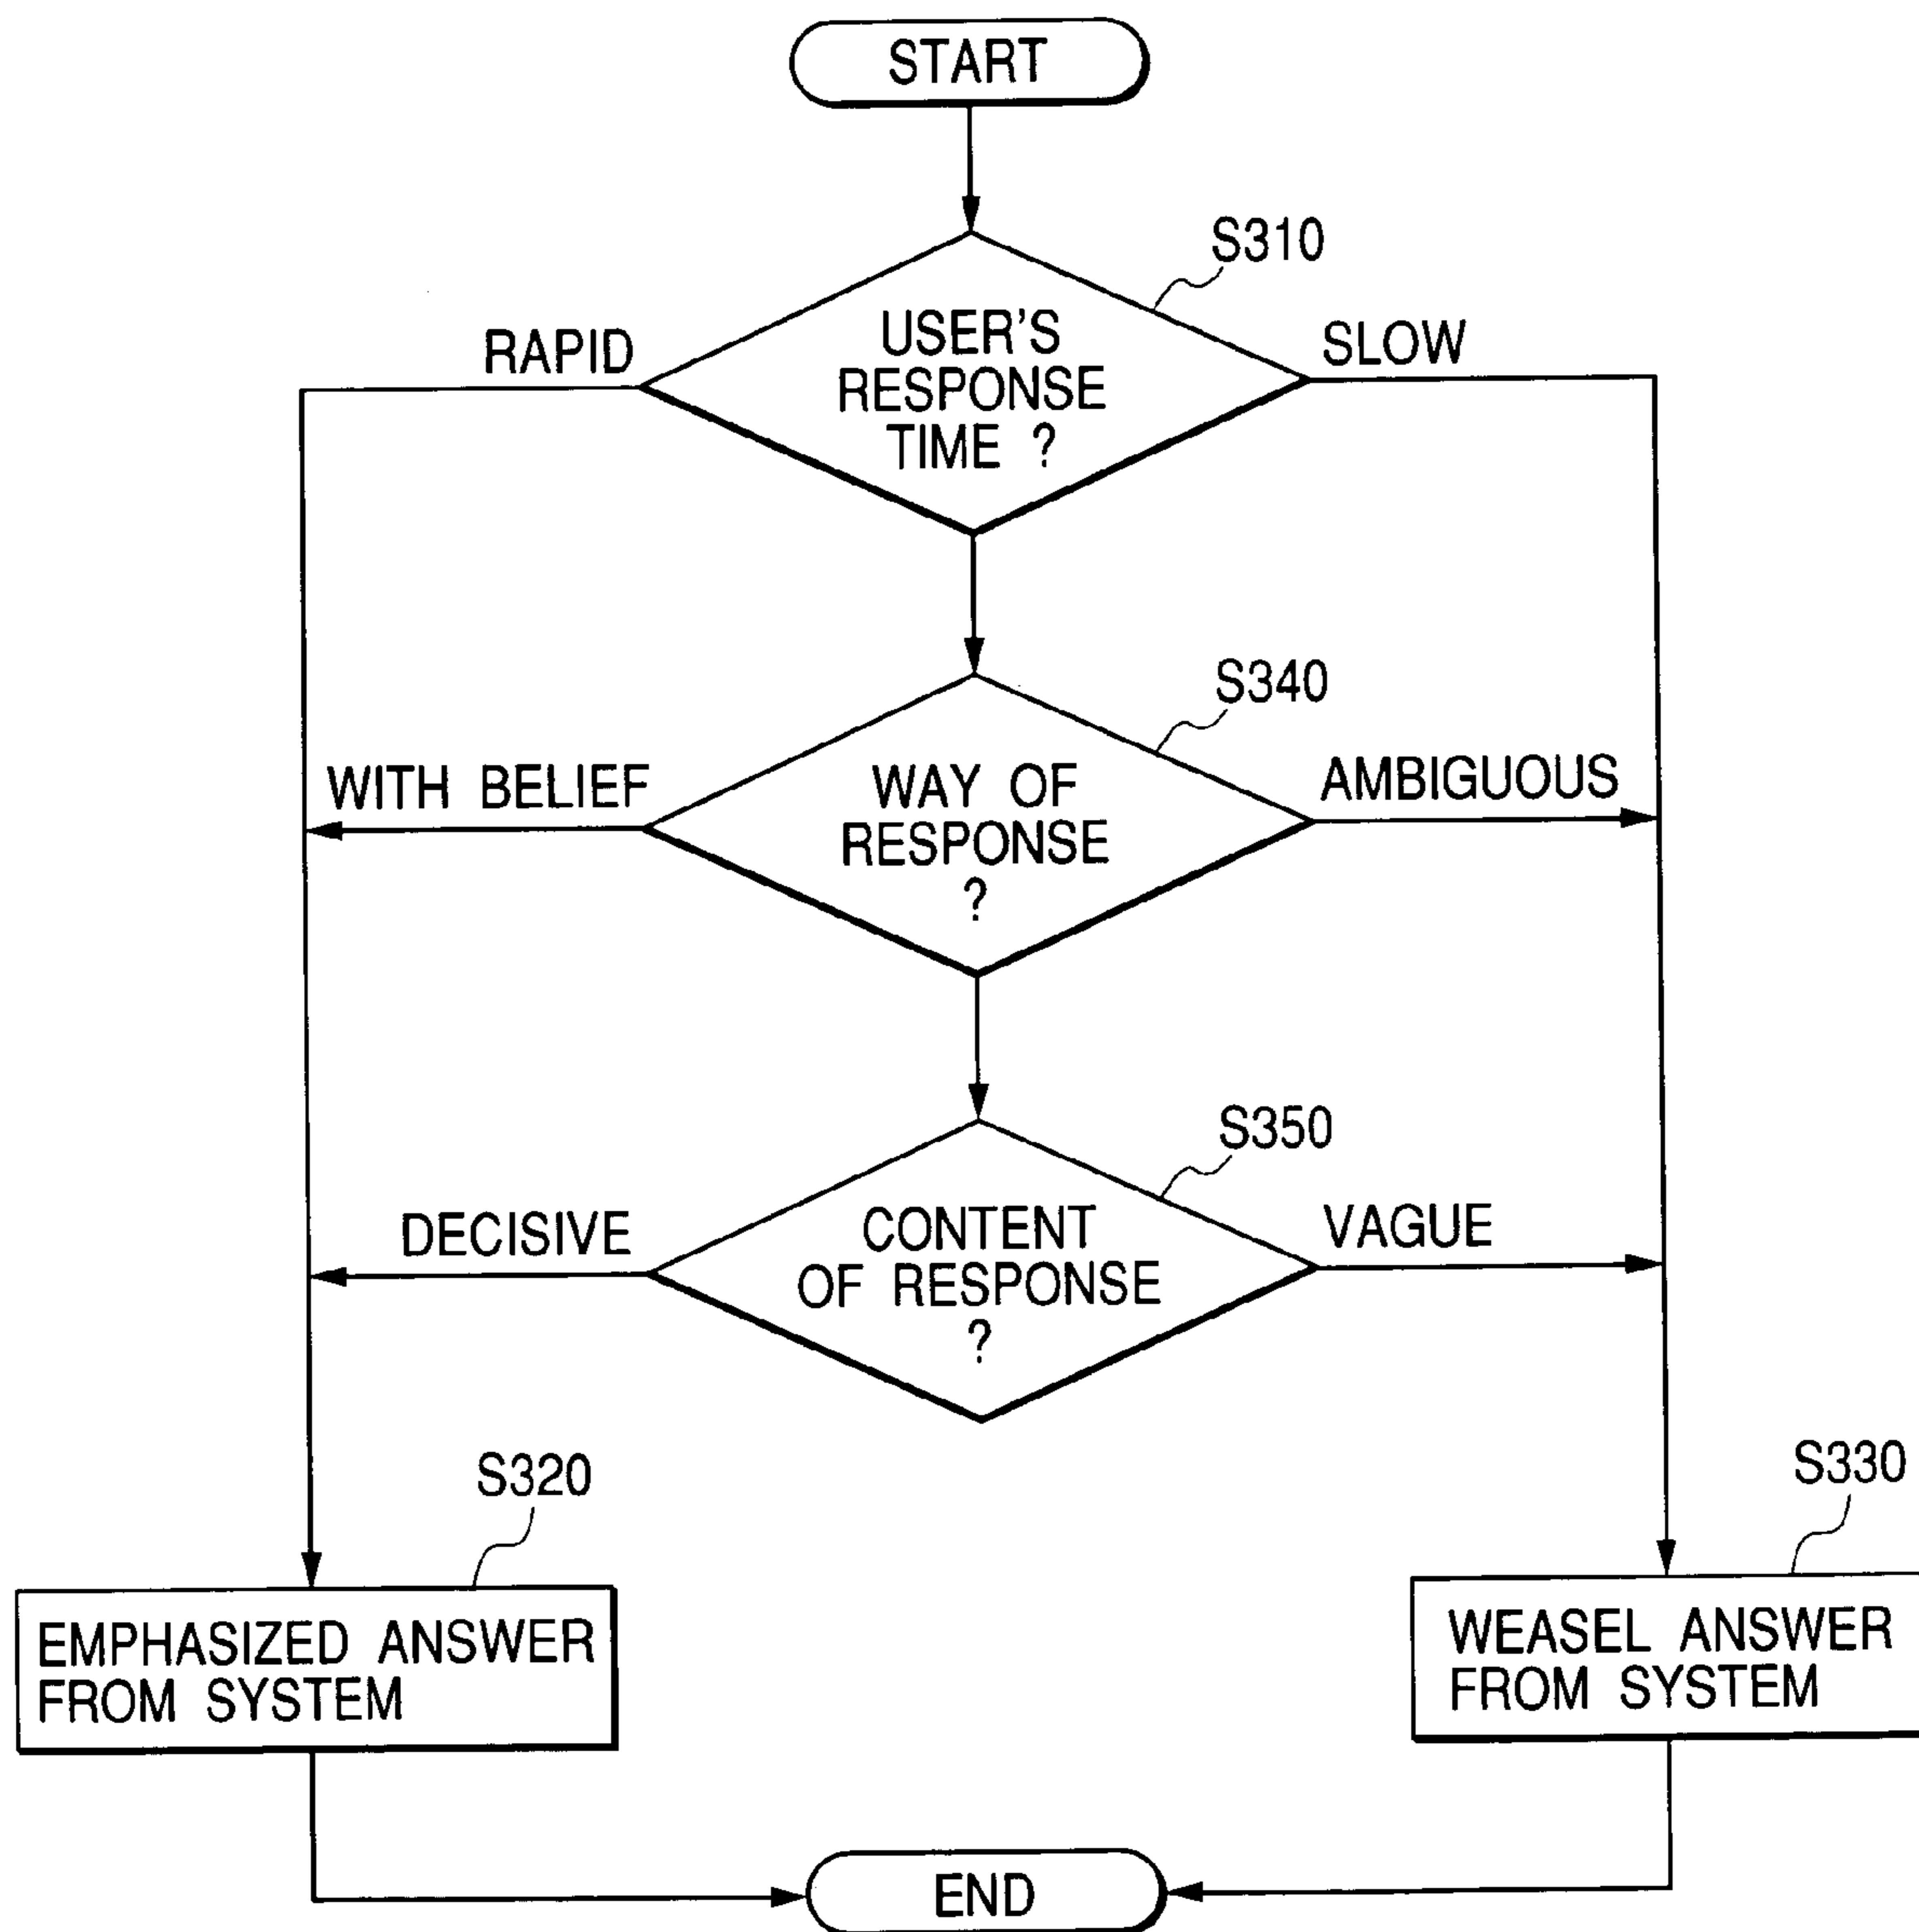 START
S310
RAPID
USER'S
RESPONSE
TIME ?
SLOW
S340
WITH BELIEF
WAY OF
RESPONSE
?
AMBIGUOUS
S350
DECISIVE
CONTENT
OF RESPONSE
?
VAGUE
S320
S330
EMPHASIZED ANSWER
FROM SYSTEM
WEASEL ANSWER
FROM SYSTEM
END